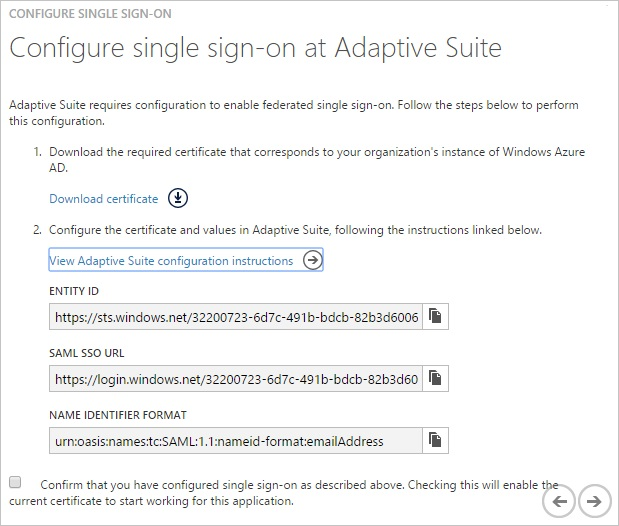 CONFIGURE SINGLE SIGN-ON
Configure single sign-on at Adaptive Suite
Adaptive Suite requires configuration to enable federated single sign-on. Follow the steps below to perform
this configuration.
1. Download the required certificate that corresponds to your organization's instance of Windows Azure
AD.
Download certificate
2. Configure the certificate and values in Adaptive Suite, following the instructions linked below.
View Adaptive Suite configuration instructions
ENTITY ID
https://sts.windows.net/32200723-6d7c-491b-bdcb-82b3d6006
SAML SSO URL
https://login.windows.net/32200723-6d7c-491b-bdcb-82b3d60
NAME IDENTIFIER FORMAT
urn:oasis:names:tc:SAML:1.1:nameid-format:emailAddress
Confirm that you have configured single sign-on as described above. Checking this will enable the
current certificate to start working for this application.